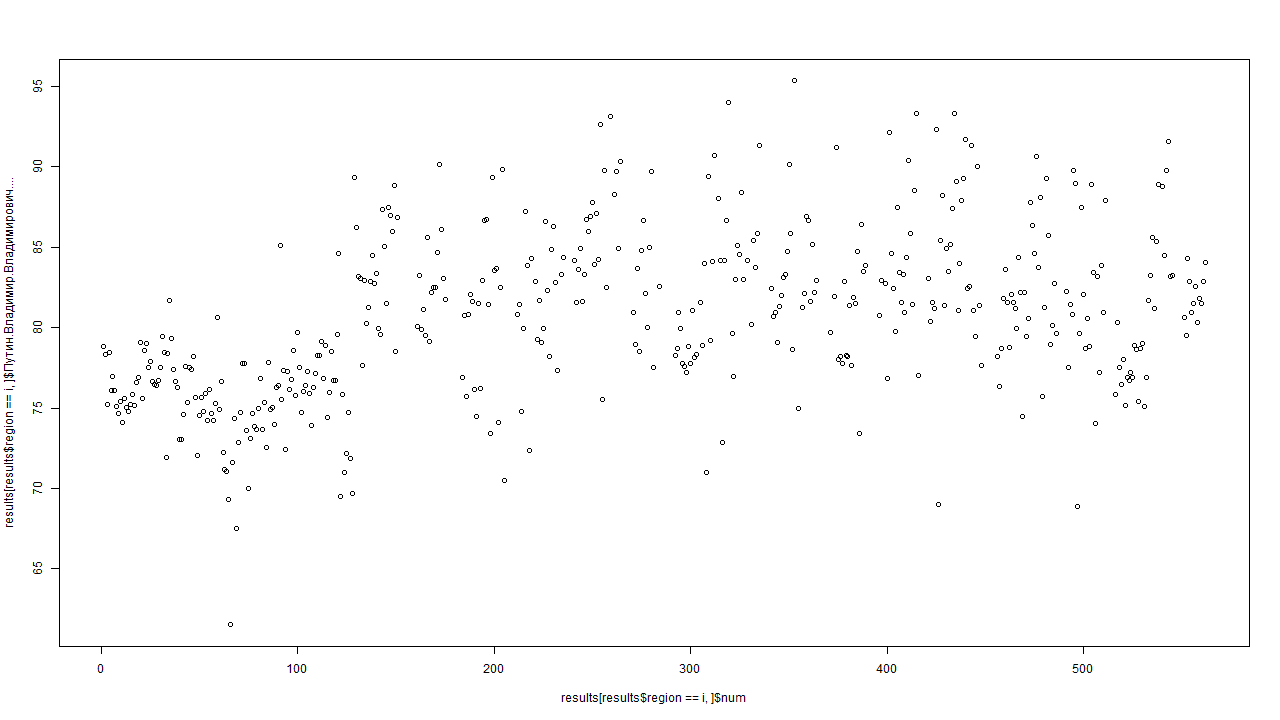 95
90
85
80
75
70
65
results[results$region == i, ]$Путин.Владимир.Владимирович...
0 100 200 300 400 500
results[results$region == i, ]$num